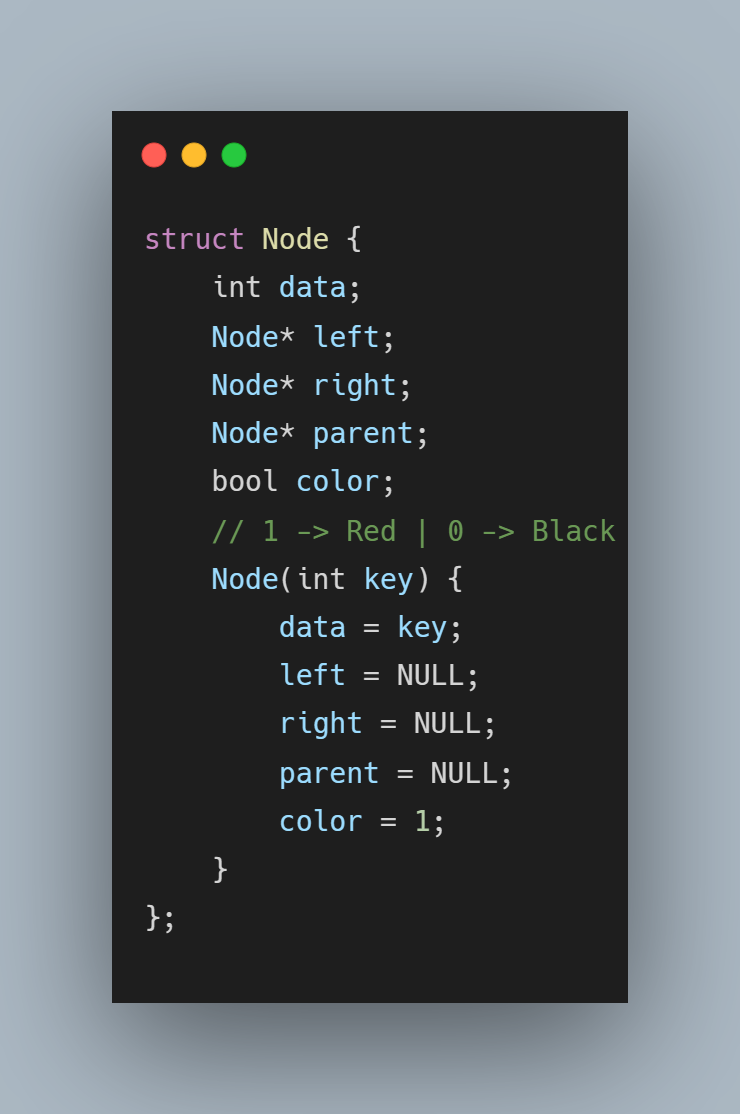 struct Node {
    int data;
    Node* left;
    Node* right;
    Node* parent;
    bool color;
    // 1 -> Red | 0 -> Black
    Node(int key) {
        data = key;
        left = NULL;
        right = NULL;
        parent = NULL;
        color = 1;
    }
};